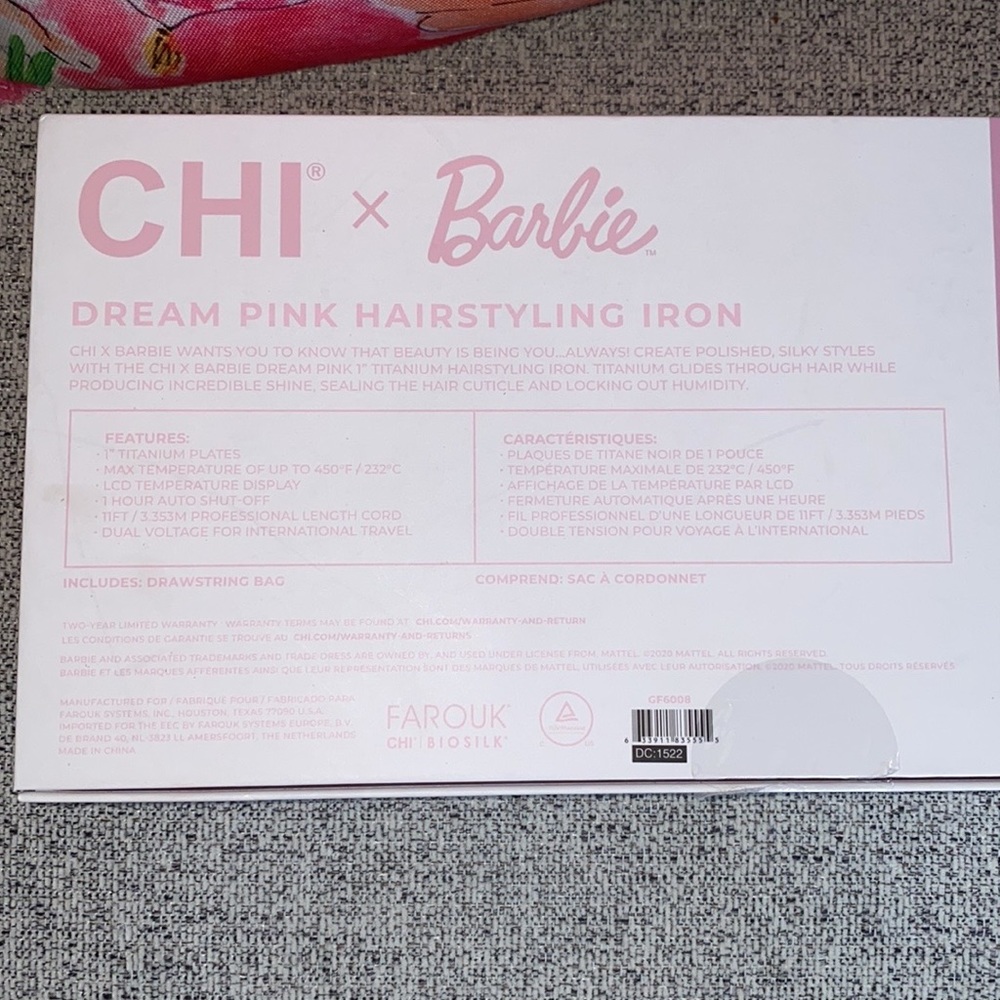 CHI® × Barbie™
DREAM PINK HAIRSTYLING IRON
CHI X BARBIE WANTS YOU TO KNOW THAT BEAUTY IS BEING YOU...ALWAYS! CREATE POLISHED, SILKY STYLES
WITH THE CHI X BARBIE DREAM PINK 1" TITANIUM HAIRSTYLING IRON. TITANIUM GLIDES THROUGH HAIR WHILE
PRODUCING INCREDIBLE SHINE, SEALING THE HAIR CUTICLE AND LOCKING OUT HUMIDITY.
FEATURES:
· 1" TITANIUM PLATES
· MAX TEMPERATURE OF UP TO 450°F / 232°C
· LCD TEMPERATURE DISPLAY
· 1 HOUR AUTO SHUT-OFF
· 11FT / 3.353M PROFESSIONAL LENGTH CORD
· DUAL VOLTAGE FOR INTERNATIONAL TRAVEL
CARACTÉRISTIQUES:
· PLAQUES DE TITANE NOIR DE 1 POUCE
· TEMPÉRATURE MAXIMALE DE 232°C / 450°F
· AFFICHAGE DE LA TEMPÉRATURE PAR LCD
· FERMETURE AUTOMATIQUE APRÈS UNE HEURE
· FIL PROFESSIONNEL D'UNE LONGUEUR DE 11FT / 3.353M PIEDS
· DOUBLE TENSION POUR VOYAGE À L'INTERNATIONAL
INCLUDES: DRAWSTRING BAG
COMPREND: SAC À CORDONNET
TWO-YEAR LIMITED WARRANTY · WARRANTY TERMS MAY BE FOUND AT CHI.COM/WARRANTY-AND-RETURN
LES CONDITIONS DE GARANTIE SE TROUVE AU CHI.COM/WARRANTY-AND-RETURNS
BARBIE AND ASSOCIATED TRADEMARKS AND TRADE DRESS ARE OWNED BY, AND USED UNDER LICENSE FROM, MATTEL. ©2020 MATTEL. ALL RIGHTS RESERVED.
BARBIE ET LES MARQUES AFFÉRENTES AINSI QUE LEUR REPRÉSENTATION SONT DES MARQUES DE MATTEL, UTILISÉES AVEC LEUR AUTORISATION. ©2020 MATTEL TOUS DROITS RÉSERVÉS
MANUFACTURED FOR / FABRIQUE POUR / FABRICADO PARA
FAROUK SYSTEMS, INC., HOUSTON, TEXAS 77090 U.S.A.
IMPORTED FOR THE EEC BY FAROUK SYSTEMS EUROPE, B.V.
DE BRAND 40, NL-3823 LL AMERSFOORT, THE NETHERLANDS
MADE IN CHINA
FAROUK®
CHI® | BIOSILK®
GF6008
DC:1522